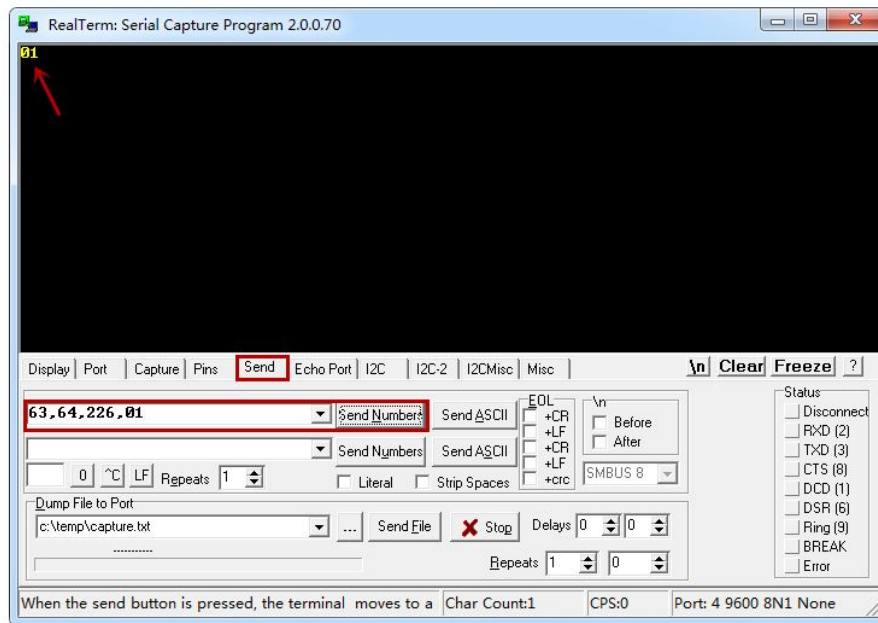 RealTerm: Serial Capture Program 2.0.0.70
01
Display Port Capture Pins Send Echo Port I2C I2C-2 I2CMisc Misc \n Clear Freeze ?
63,64,226,01 Send Numbers Send ASCII
Send Numbers Send ASCII
EOL
+CR
+LF
+CR
+LF
+crc
\n
Before
After
SMBUS 8
0 ^C LF Repeats 1 Literal Strip Spaces
Dump File to Port
c:\temp\capture.txt ... Send File Stop Delays 0 0
----------
Repeats 1 0
Status
Disconnect
RXD (2)
TXD (3)
CTS (8)
DCD (1)
DSR (6)
Ring (9)
BREAK
Error
When the send button is pressed, the terminal moves to a Char Count:1 CPS:0 Port: 4 9600 8N1 None